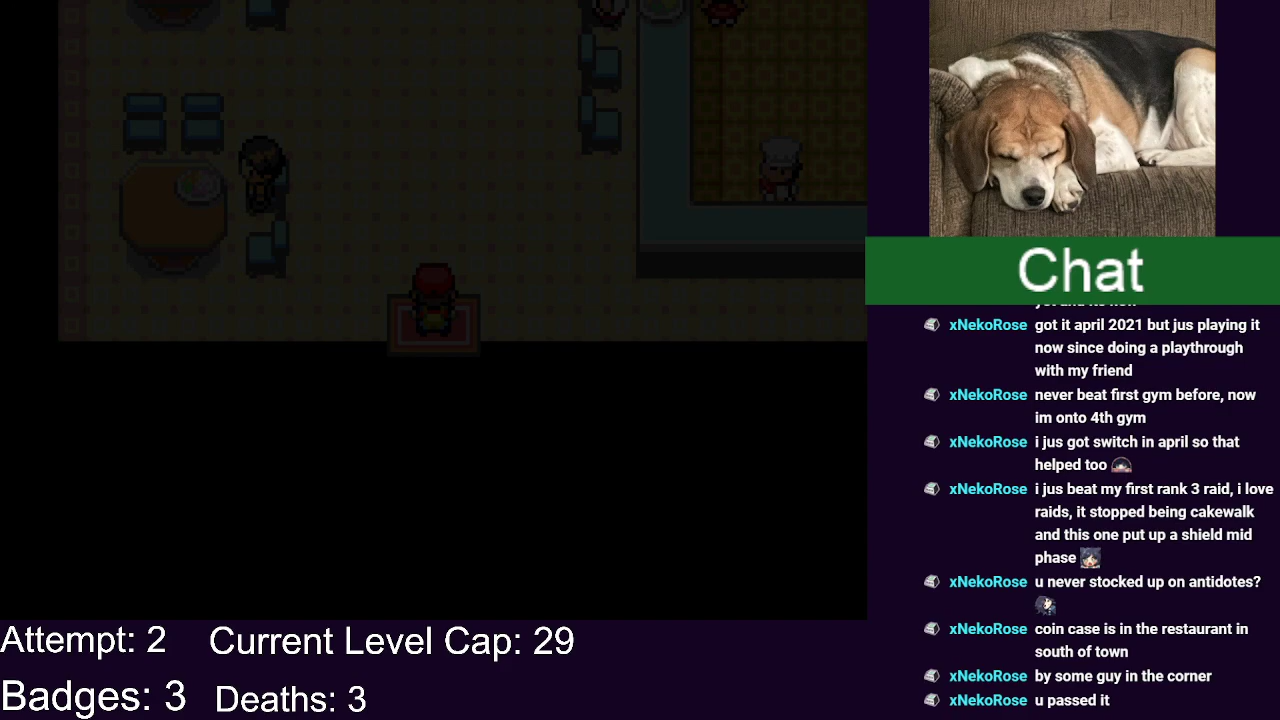 Chat
xNekoRose got it april 2021 but jus playing it
now since doing a playthrough
with my friend
xNekoRose never beat first gym before, now
im onto 4th gym
xNekoRose i jus got switch in april so that
helped too
xNekoRose i jus beat my first rank 3 raid, i love
raids, it stopped being cakewalk
and this one put up a shield mid
phase
xNekoRose u never stocked up on antidotes?
xNekoRose coin case is in the restaurant in
south of town
xNekoRose by some guy in the corner
xNekoRose u passed it
Attempt: 2 Current Level Cap: 29
Badges: 3 Deaths: 3